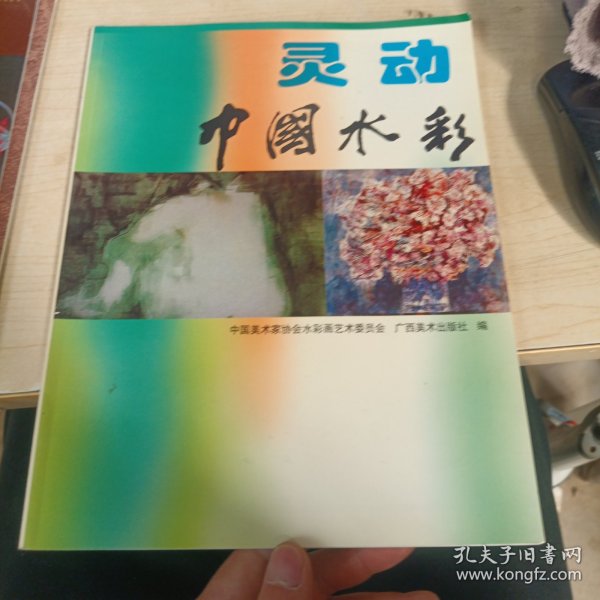 灵动
中國水彩
中国美术家协会水彩画艺术委员会 广西美术出版社 编
孔夫子旧书网
www.kongfz.com